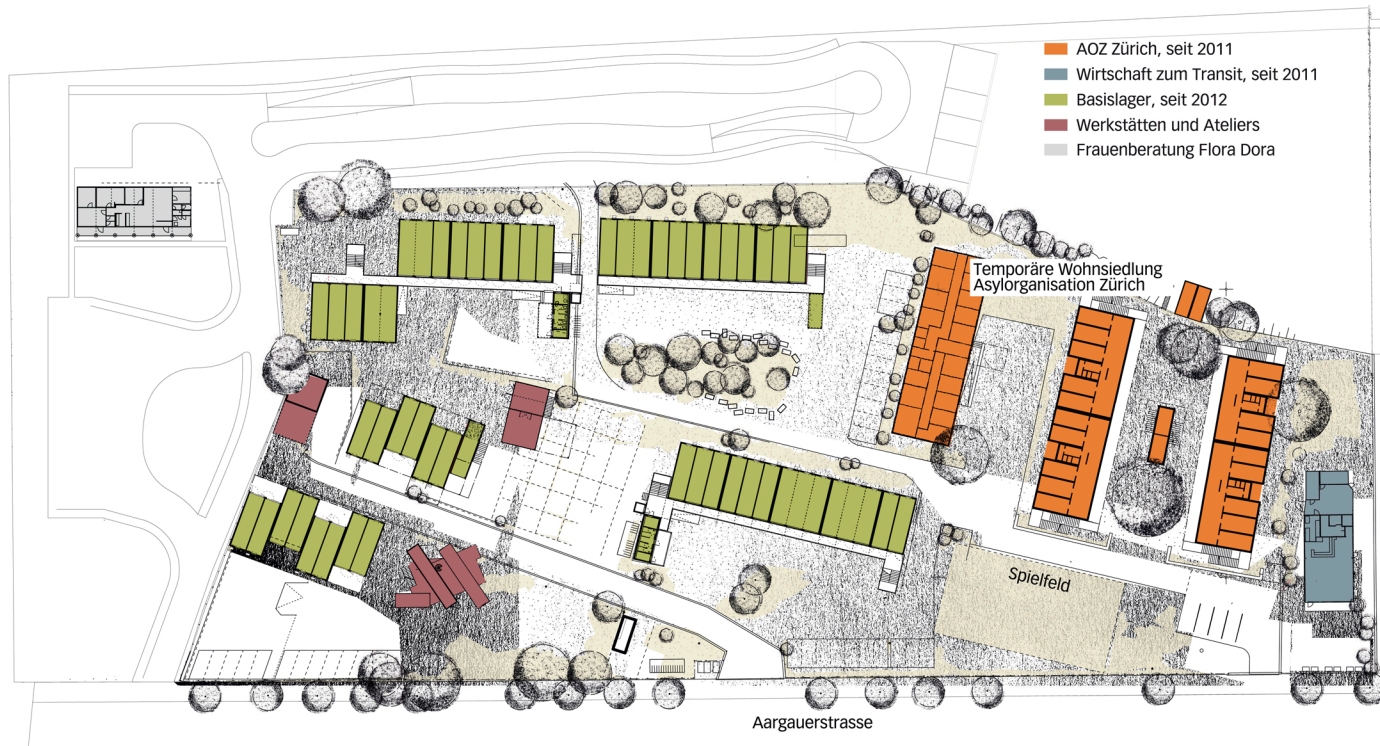 AOZ Zürich, seit 2011
Wirtschaft zum Transit, seit 2011
Basislager, seit 2012
Werkstätten und Ateliers
Frauenberatung Flora Dora
Temporäre Wohnsiedlung
Asylorganisation Zürich
Spielfeld
Aargauerstrasse